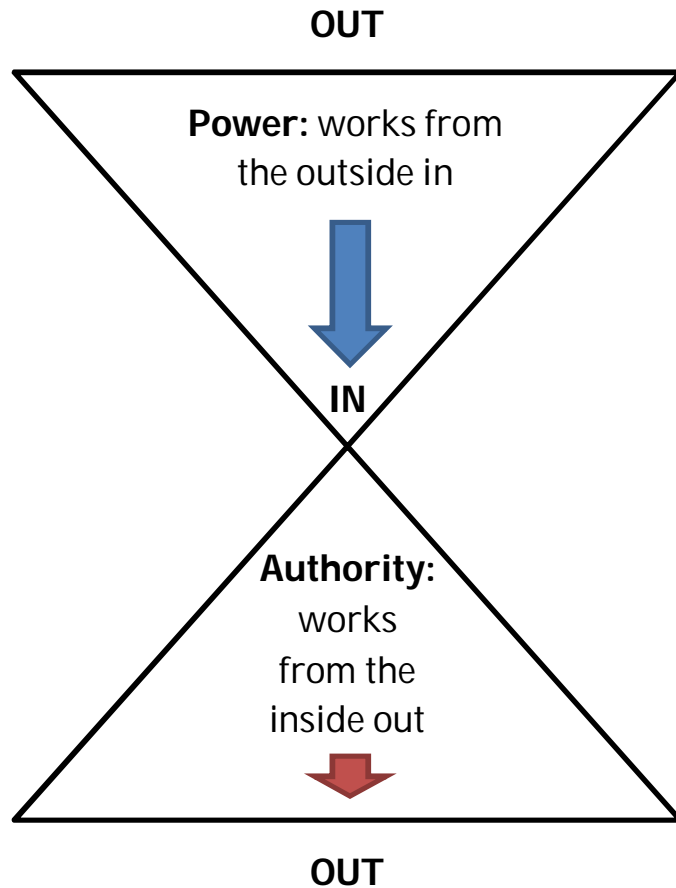 OUT
Power: works from
the outside in
IN
Authority:
works
from the
inside out
OUT